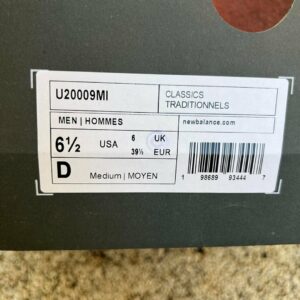 U20009MI
CLASSICS
TRADITIONNELS
MEN | HOMMES
newbalance.com
6½ USA 6 UK
39½ EUR
D Medium | MOYEN
1 98689 93444 7